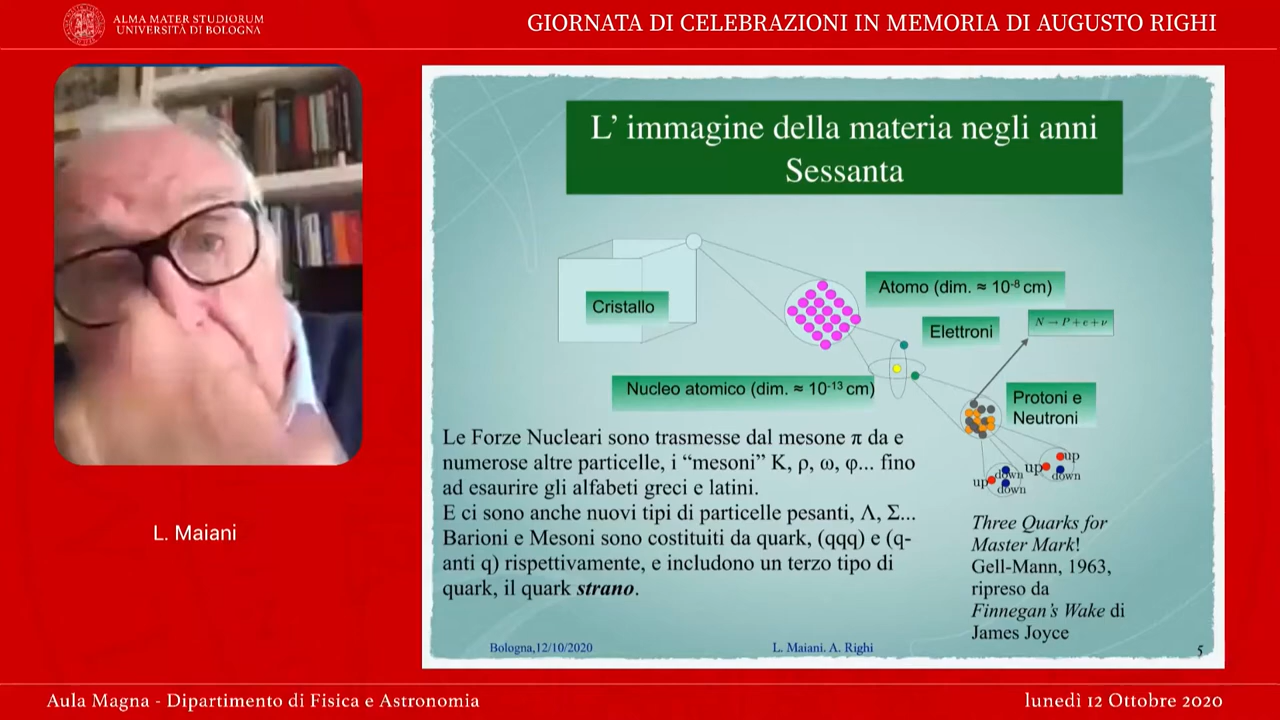 ALMA MATER STUDIORUM
UNIVERSITÀ DI BOLOGNA
GIORNATA DI CELEBRAZIONI IN MEMORIA DI AUGUSTO RIGHI
L. Maiani
L' immagine della materia negli anni
Sessanta
Cristallo
Atomo (dim. ≈ 10⁻⁸ cm)
Elettroni
N → P + e + ν
Nucleo atomico (dim. ≈ 10⁻¹³ cm)
Protoni e
Neutroni
up
down
down
up
up
down
Le Forze Nucleari sono trasmesse dal mesone π da e
numerose altre particelle, i “mesoni” K, ρ, ω, φ... fino
ad esaurire gli alfabeti greci e latini.
E ci sono anche nuovi tipi di particelle pesanti, Λ, Σ...
Barioni e Mesoni sono costituiti da quark, (qqq) e (q-
anti q) rispettivamente, e includono un terzo tipo di
quark, il quark strano.
Three Quarks for
Master Mark!
Gell-Mann, 1963,
ripreso da
Finnegan's Wake di
James Joyce
Bologna,12/10/2020
L. Maiani. A. Righi
5
Aula Magna - Dipartimento di Fisica e Astronomia
lunedì 12 Ottobre 2020